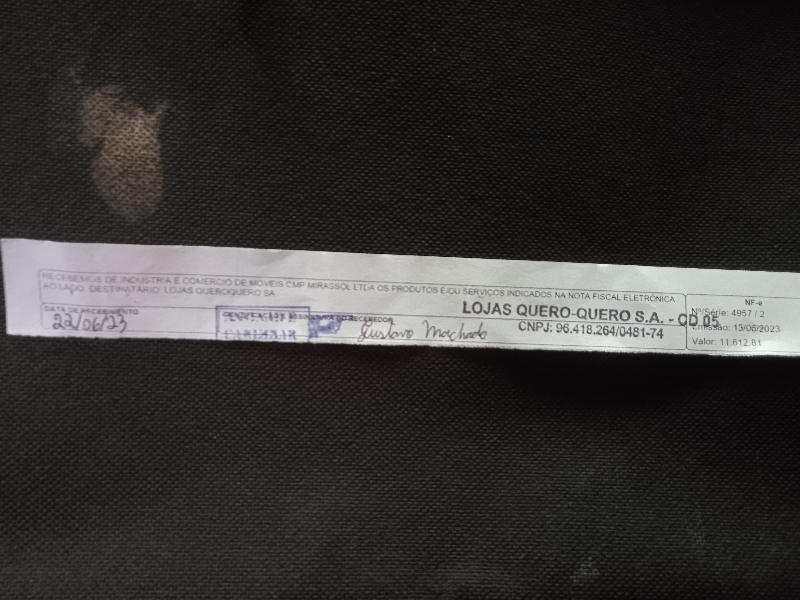 RECEBEMOS DE INDUSTRIA E COMERCIO DE MOVEIS CMP MIRASSOL LTDA OS PRODUTOS E/OU SERVIÇOS INDICADOS NA NOTA FISCAL ELETRÔNICA
AO LADO. DESTINATÁRIO: LOJAS QUEROQUERO SA
DATA DE RECEBIMENTO
22/06/23
RECEBEDOR
Gustavo Machado
LOJAS QUERO-QUERO S.A. - CD 05
CNPJ: 96.418.264/0481-74
NF-e
Nº/Série: 4957 / 2
Emissão: 13/06/2023
Valor: 11.612.81